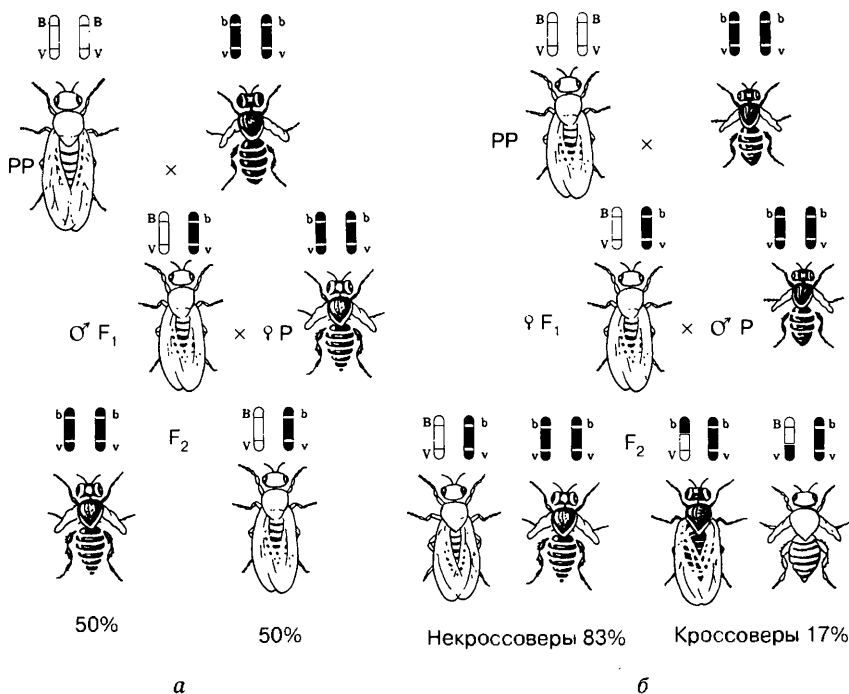 B B b b
V V v v
PP ×
B b b b
V v v v
♂ F₁ × ♀ P
b b B b
v v V v
F₂
50% 50%
а
B B b b
V V v v
PP ×
B b b b
V v v v
♀ F₁ × ♂ P
B b b b b b B b
V v v v V v V v
F₂
Некроссоверы 83% Кроссоверы 17%
б